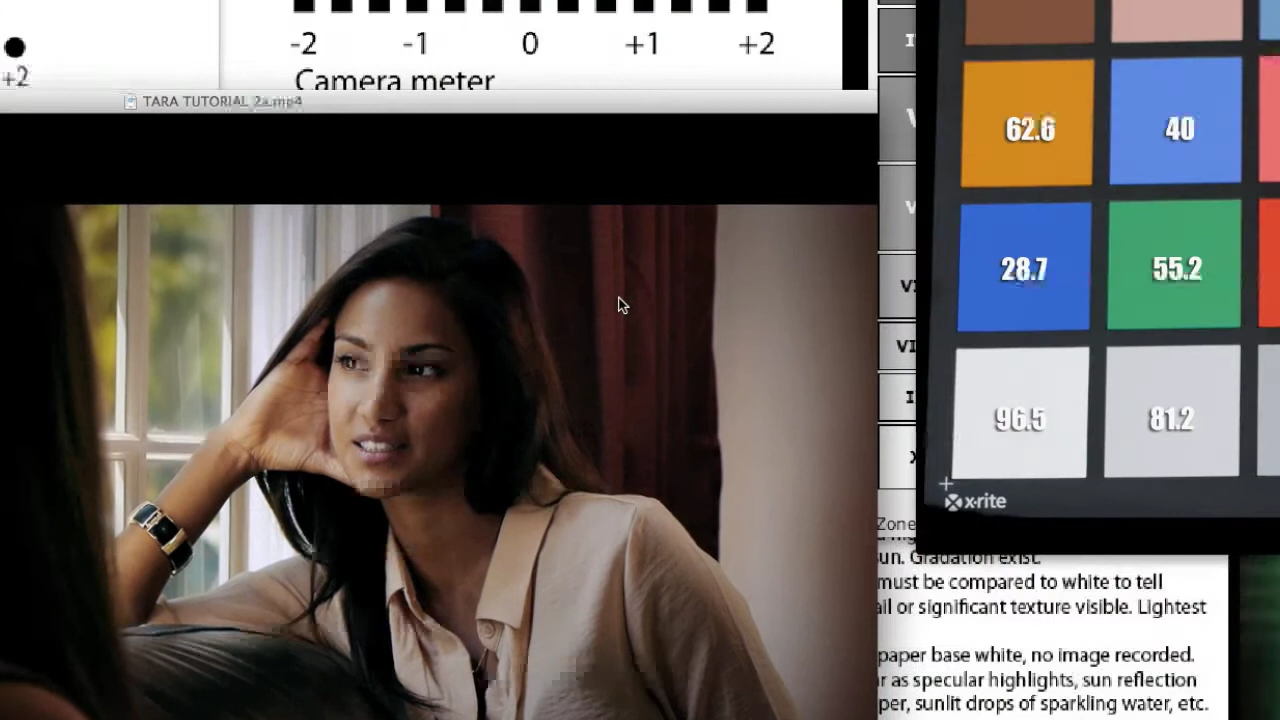 -2 -1 0 +1 +2
+2
Camera meter
TARA TUTORIAL 2a.mp4
62.6 40
28.7 55.2
96.5 81.2
x-rite
Zone
sun. Gradation exist.
must be compared to white to tell
ail or significant texture visible. Lightest
paper base white, no image recorded.
r as specular highlights, sun reflection
per, sunlit drops of sparkling water, etc.